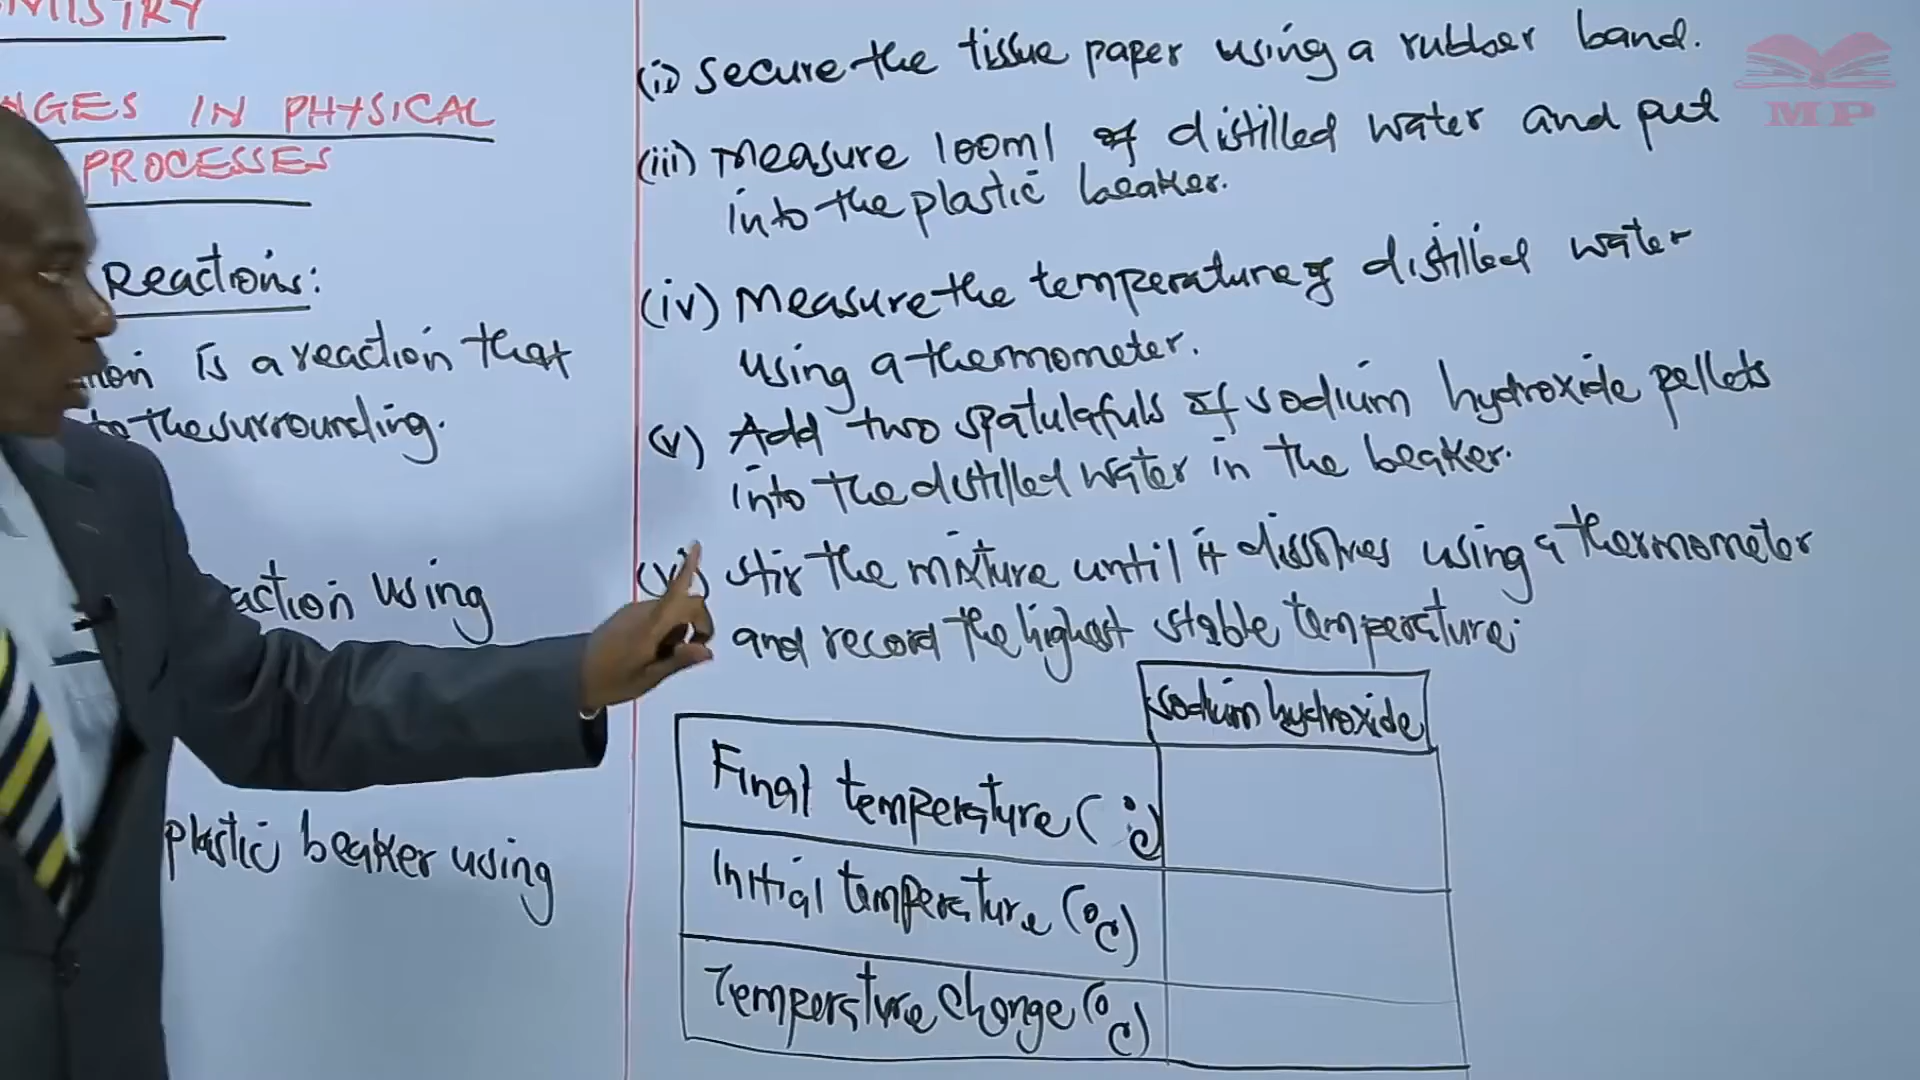 MISTRY
NGES IN PHYSICAL
PROCESSES
Reactions:
is a reaction that
to the surrounding.
action using
plastic beaker using
(ii) Secure the tissue paper using a rubber band.
(iii) Measure 100ml of distilled water and put
into the plastic beaker.
(iv) Measure the temperature of distilled water
using a thermometer.
(v) Add two spatulafuls of sodium hydroxide pellets
into the distilled water in the beaker.
stir the mixture until it dissolves using a thermometer
and record the highest stable temperature;
Sodium hydroxide
Final temperature (°C)
Initial temperature (°C)
Temperature change (°C)
MP